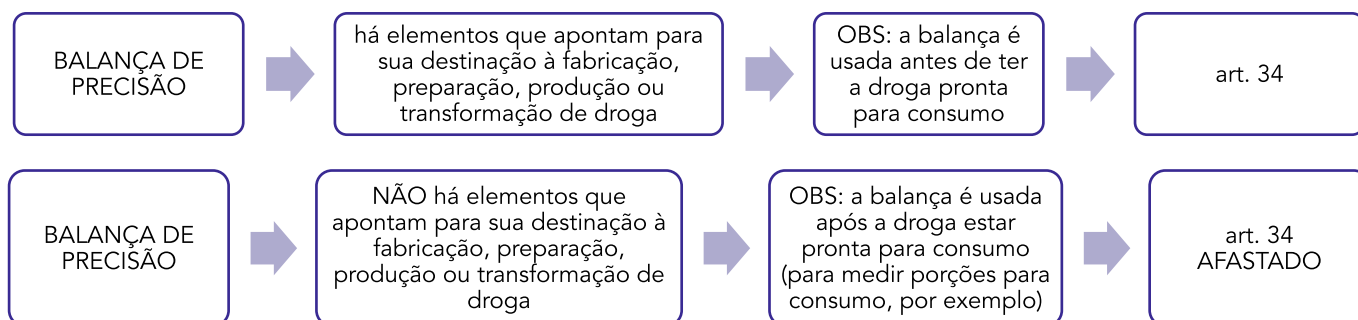 BALANÇA DE
PRECISÃO
há elementos que apontam para
sua destinação à fabricação,
preparação, produção ou
transformação de droga
OBS: a balança é
usada antes de ter
a droga pronta
para consumo
art. 34
BALANÇA DE
PRECISÃO
NÃO há elementos que
apontam para sua destinação à
fabricação, preparação,
produção ou transformação de
droga
OBS: a balança é usada
após a droga estar
pronta para consumo
(para medir porções para
consumo, por exemplo)
art. 34
AFASTADO